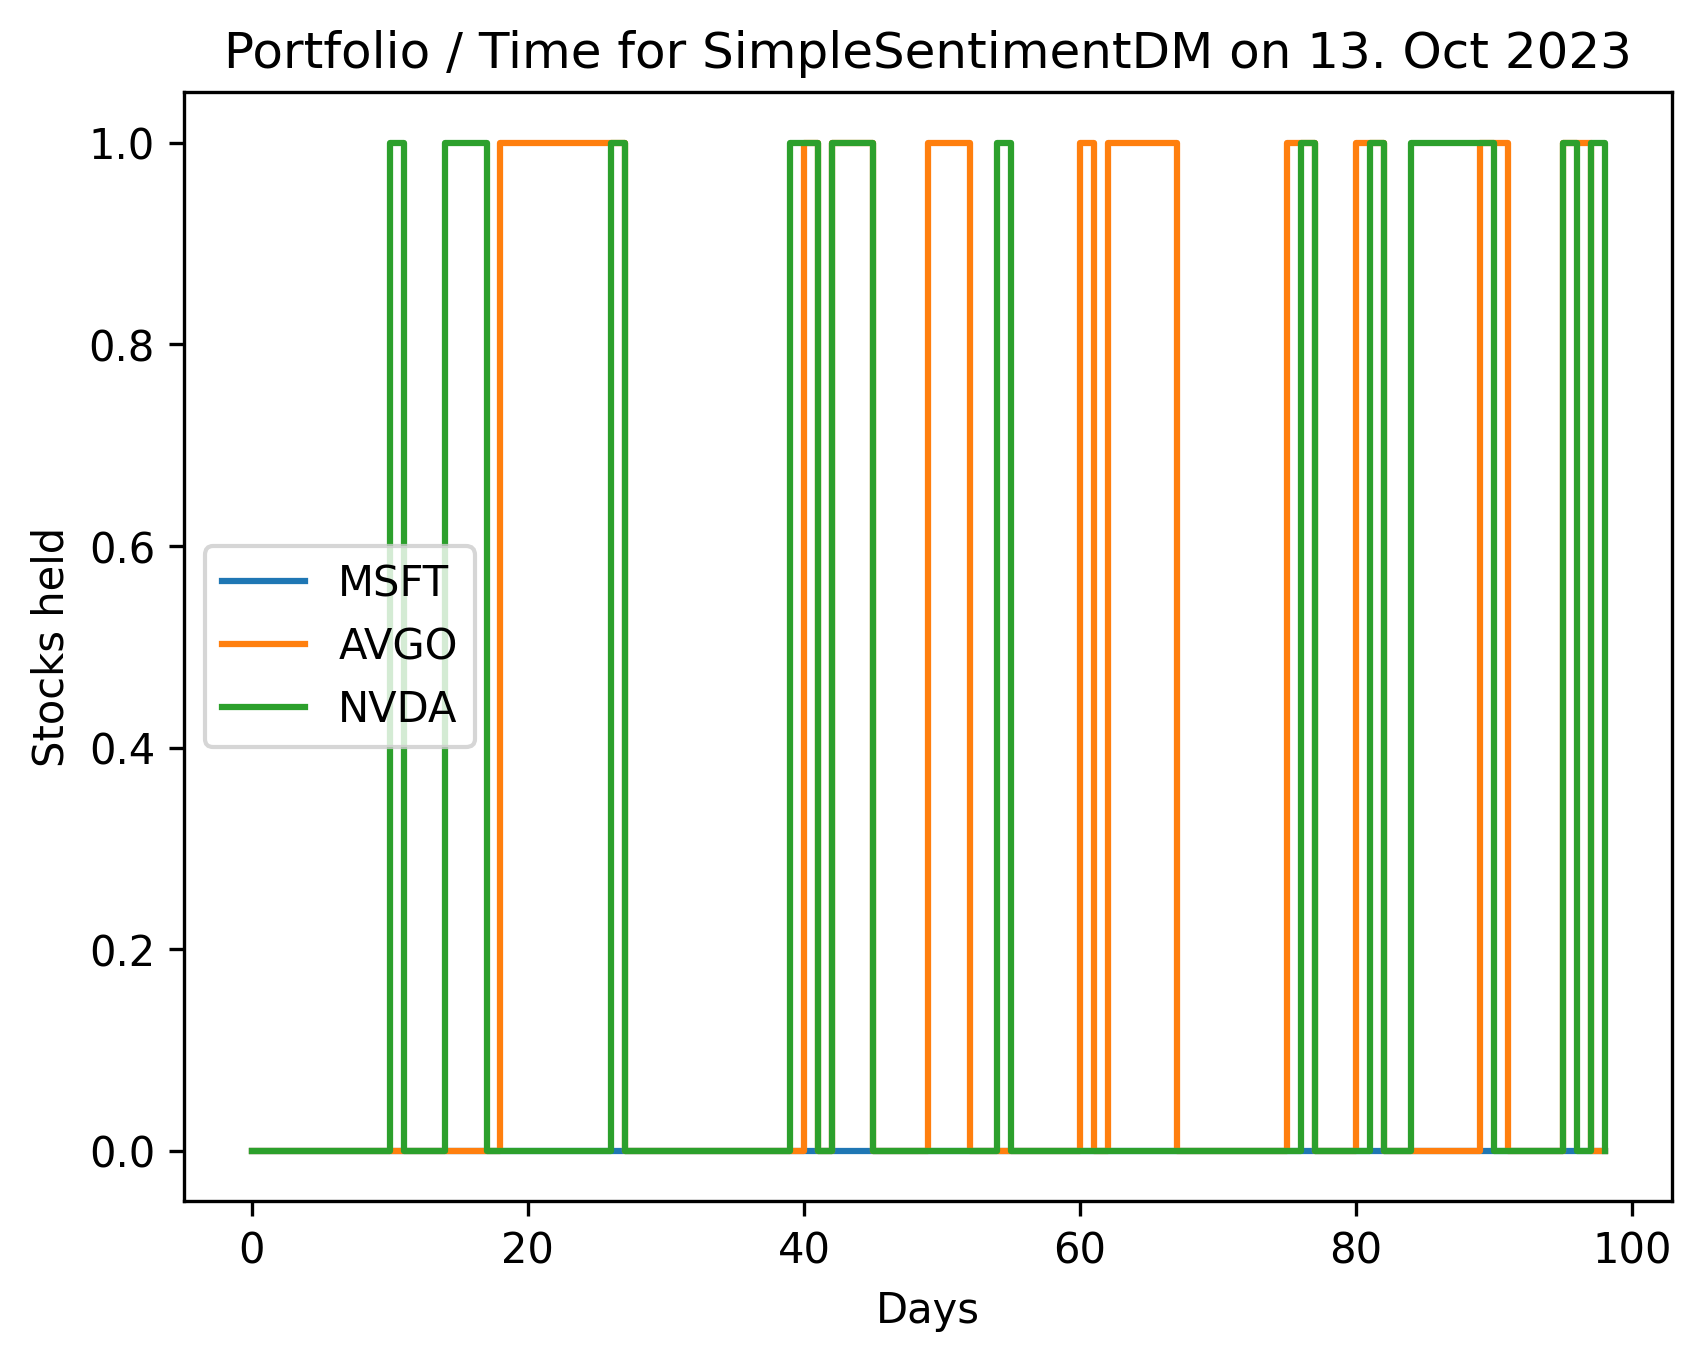 Portfolio / Time for SimpleSentimentDM on 13. Oct 2023
1.0
0.8
0.6
0.4
0.2
0.0
Stocks held
MSFT
AVGO
NVDA
0 20 40 60 80 100
Days